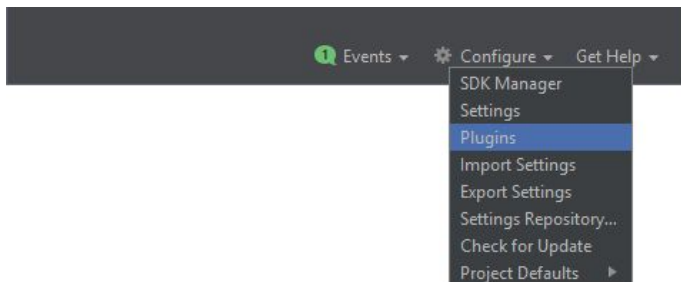 1 Events Configure Get Help
SDK Manager
Settings
Plugins
Import Settings
Export Settings
Settings Repository...
Check for Update
Project Defaults